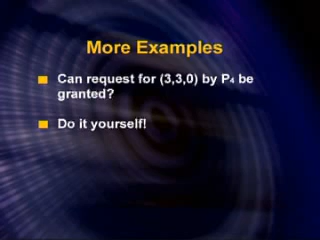 More Examples
Can request for (3,3,0) by P₄ be
granted?
Do it yourself!